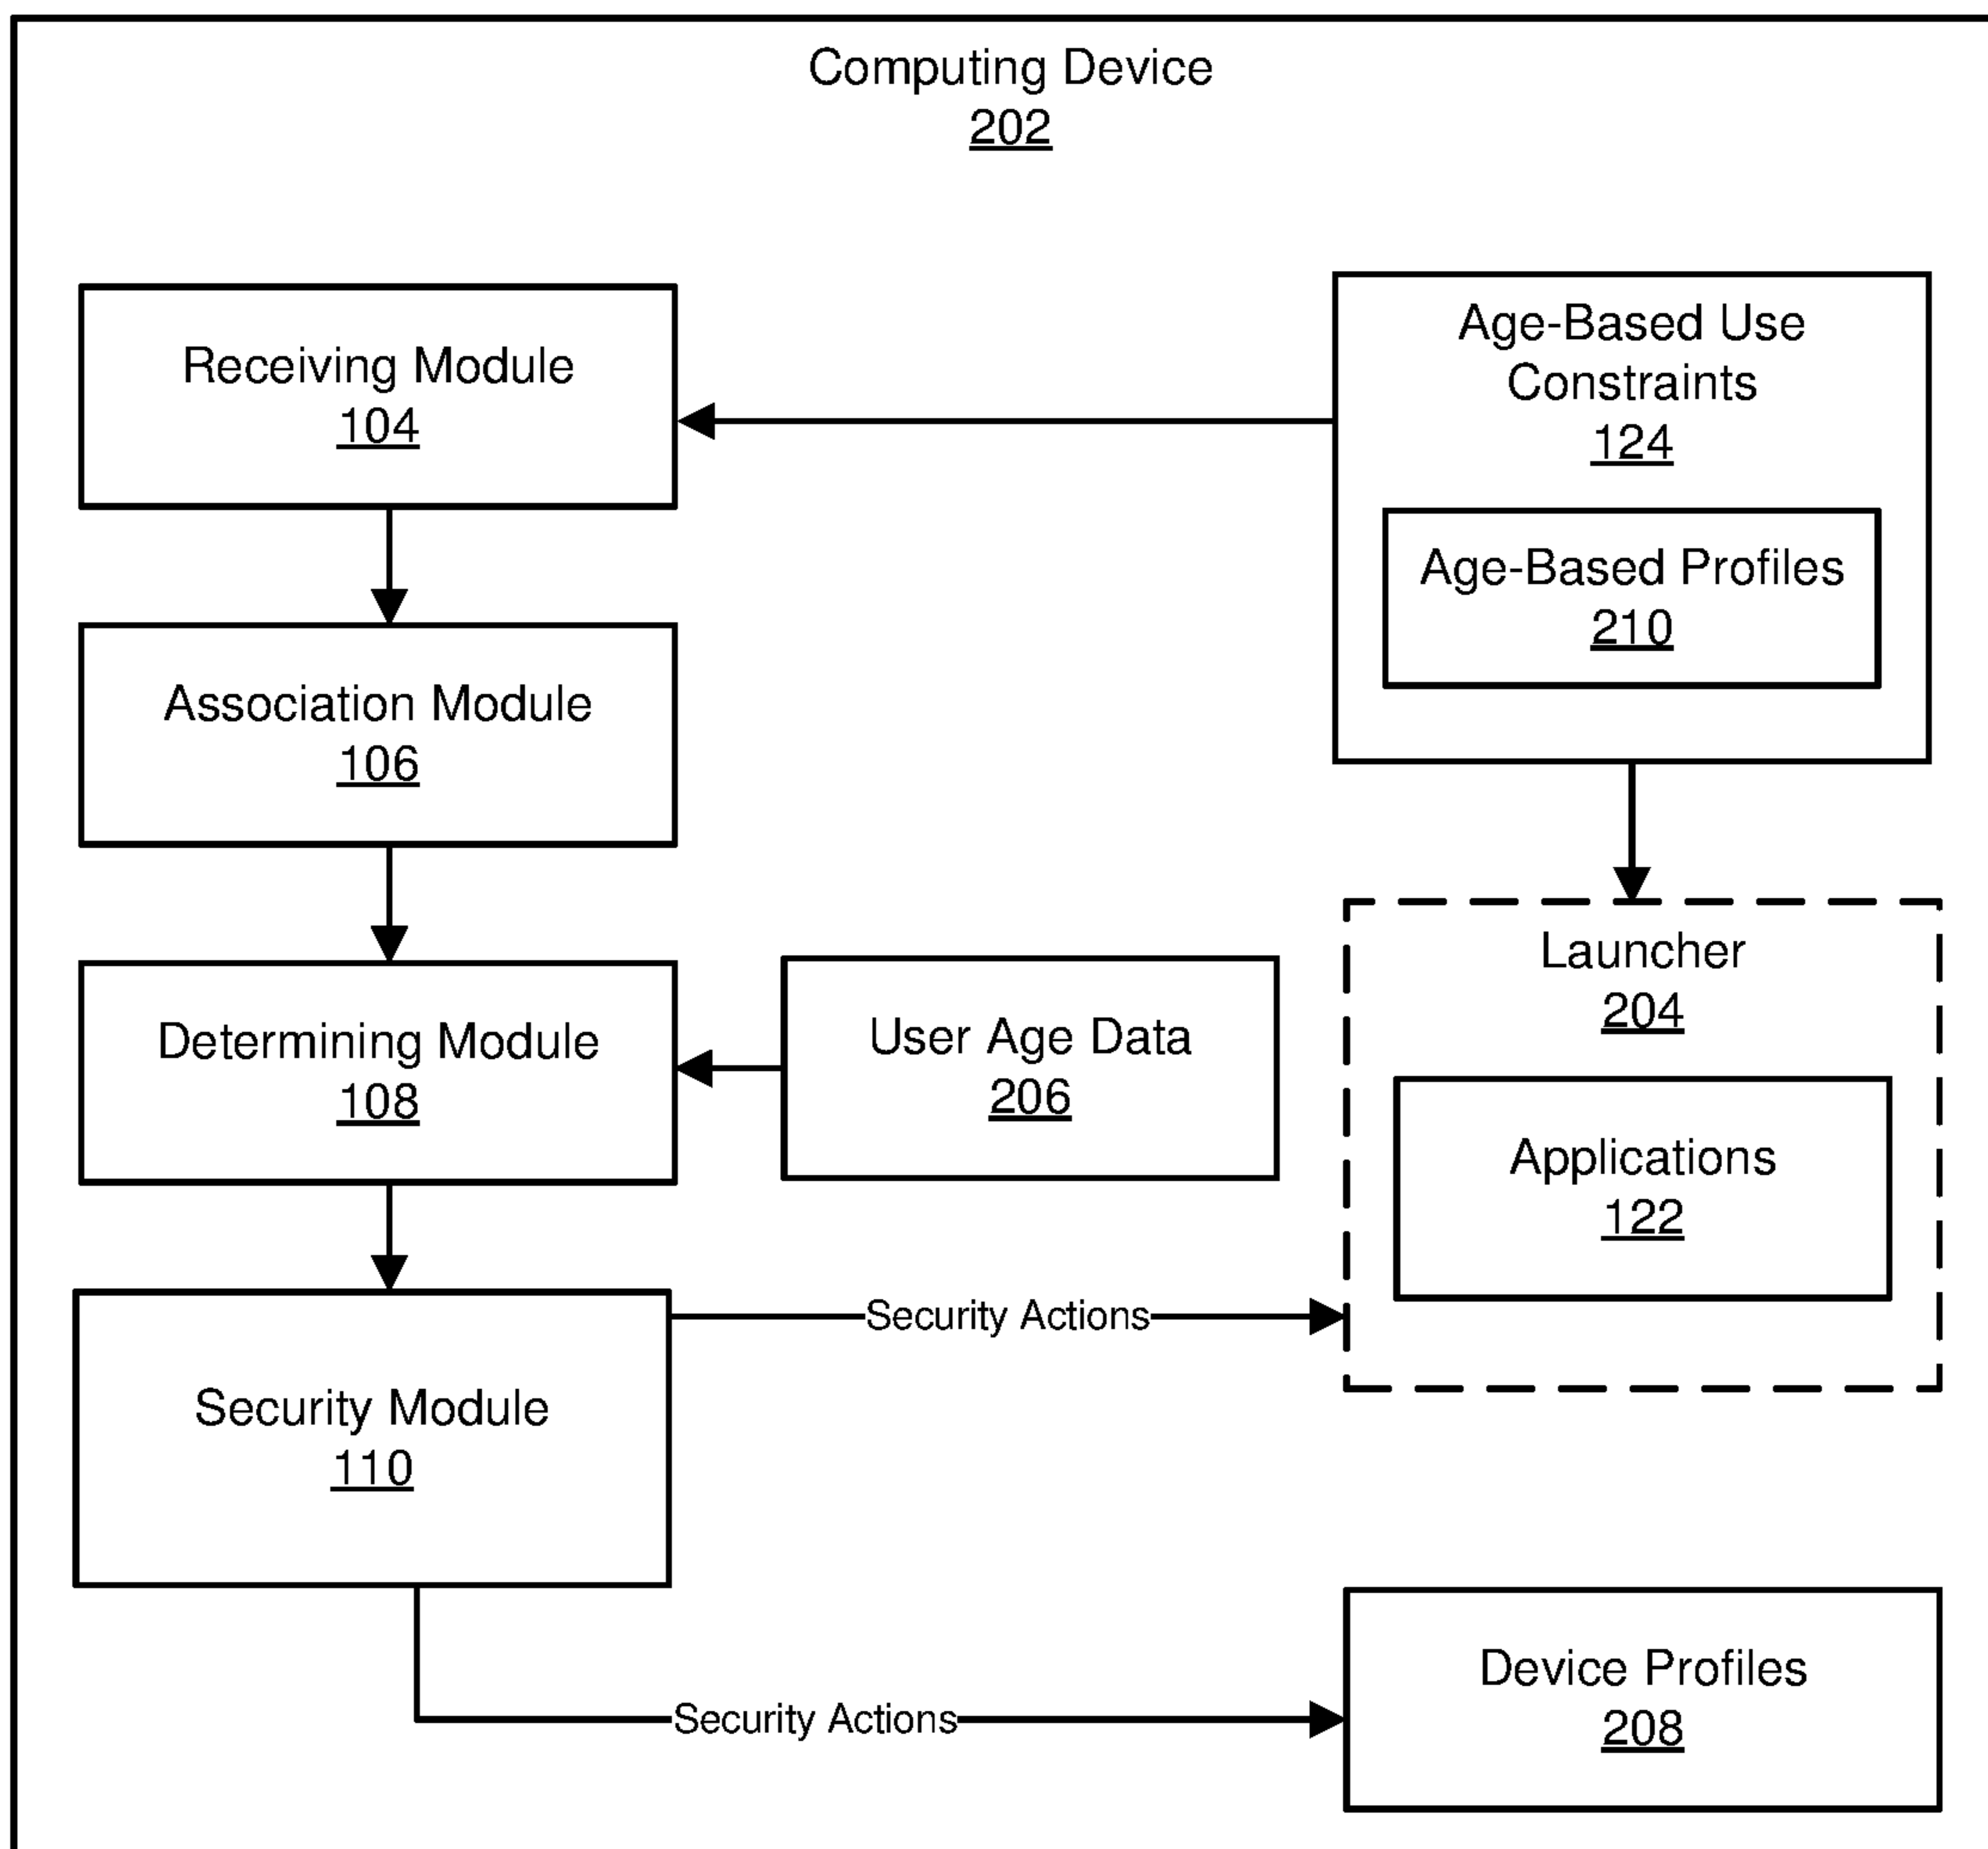 Computing Device
202
Receiving Module
104
Age-Based Use
Constraints
124
Age-Based Profiles
210
Association Module
106
Determining Module
108
User Age Data
206
Launcher
204
Applications
122
Security Module
110
Security Actions
Security Actions
Device Profiles
208